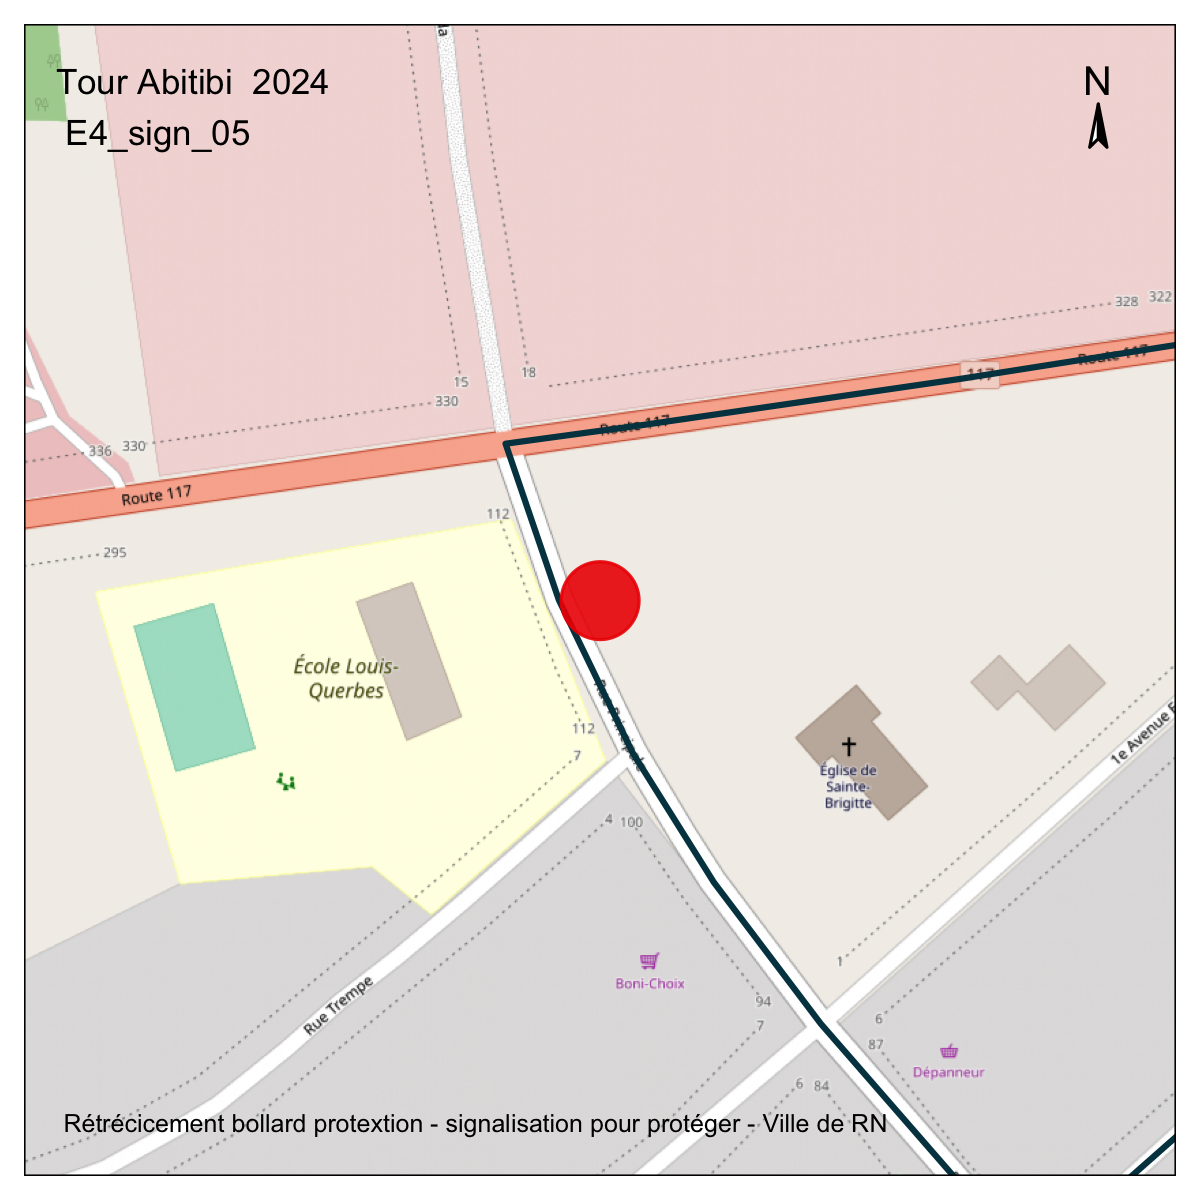 la
Tour Abitibi  2024
N
E4_sign_05
328
322
Route 117
117
18
15
330
Route 117
330
336
Route 117
112
295
École Louis-
Querbes
Rue Principale
112
7
1e Avenue E
Église de
Sainte-
Brigitte
4
100
1
Boni-Choix
94
Rue Trempe
7
6
87
Dépanneur
6
84
Rétrécicement bollard protextion - signalisation pour protéger - Ville de RN